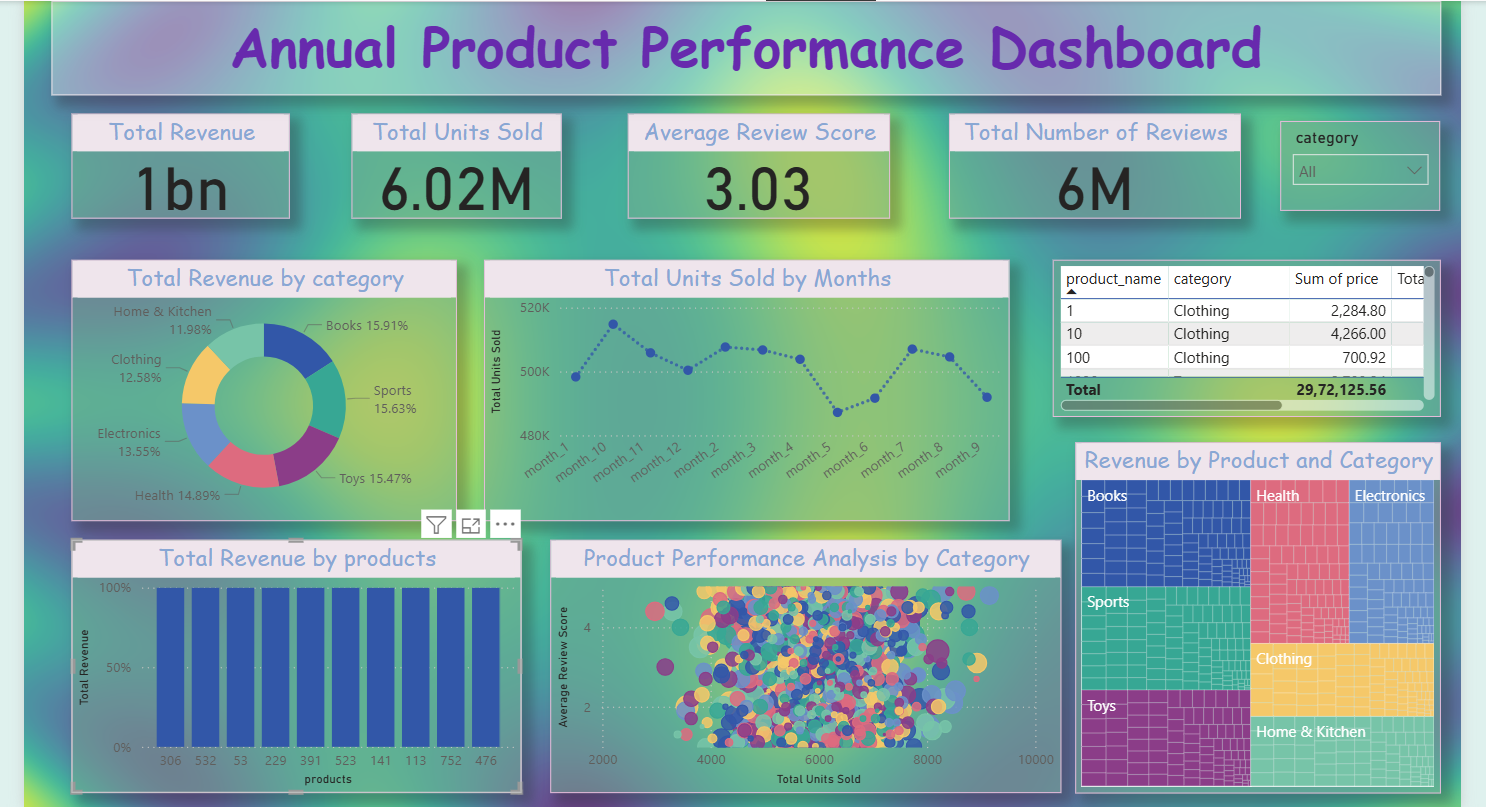 Annual Product Performance Dashboard
Total Revenue
1bn
Total Units Sold
6.02M
Average Review Score
3.03
Total Number of Reviews
6M
category
All
Total Revenue by category
Home & Kitchen
11.98%
Books 15.91%
Clothing
12.58%
Sports
15.63%
Electronics
13.55%
Toys 15.47%
Health 14.89%
Total Units Sold by Months
Total Units Sold
520K
500K
480K
month_1
month_10
month_11
month_12
month_2
month_3
month_4
month_5
month_6
month_7
month_8
month_9
product_name category Sum of price Tota
1 Clothing 2,284.80
10 Clothing 4,266.00
100 Clothing 700.92
Total 29,72,125.56
Revenue by Product and Category
Books
Health
Electronics
Sports
Clothing
Toys
Home & Kitchen
Total Revenue by products
Total Revenue
100%
50%
0%
306 532 53 229 391 523 141 113 752 476
products
Product Performance Analysis by Category
Average Review Score
4
2
2000 4000 6000 8000 10000
Total Units Sold